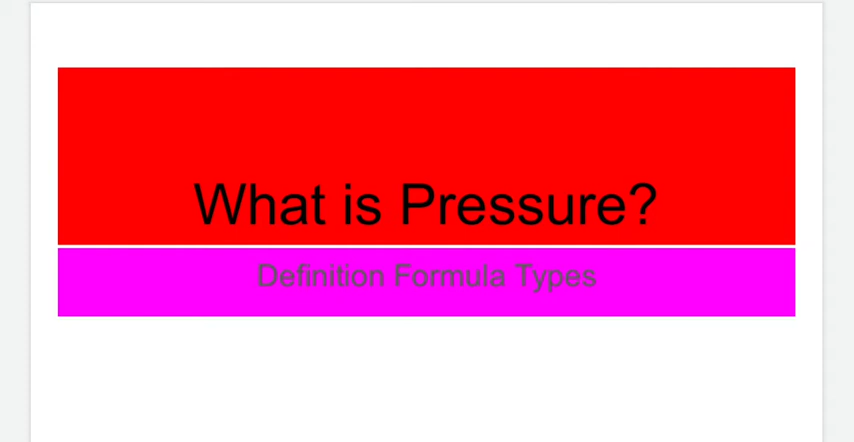 What is Pressure?
Definition Formula Types